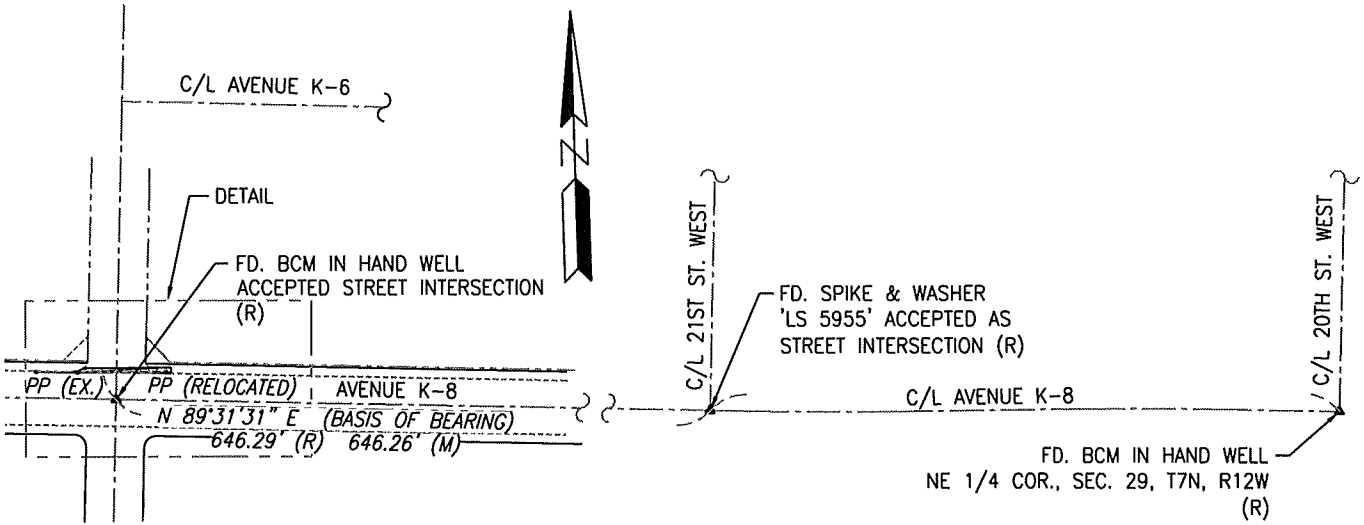 C/L AVENUE K-6
N
DETAIL
FD. BCM IN HAND WELL
ACCEPTED STREET INTERSECTION
(R)
C/L 21ST ST. WEST
C/L 20TH ST. WEST
FD. SPIKE & WASHER
'LS 5955' ACCEPTED AS
STREET INTERSECTION (R)
PP (EX.)
PP (RELOCATED)
AVENUE K-8
C/L AVENUE K-8
N 89°31'31" E (BASIS OF BEARING)
646.29' (R) 646.26' (M)
FD. BCM IN HAND WELL
NE 1/4 COR., SEC. 29, T7N, R12W
(R)